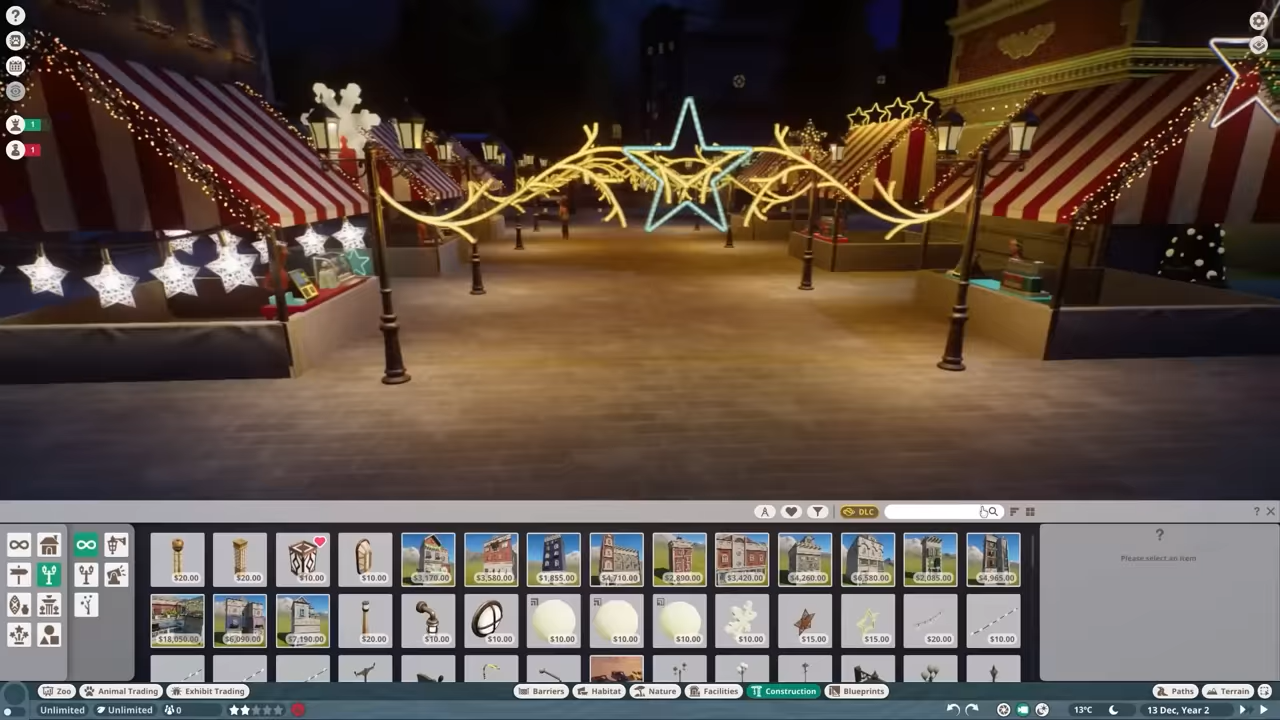 ?
1
1
DLC
?
$20.00 $20.00 $10.00 $10.00 $3,170.00 $3,580.00 $1,855.00 $4,710.00 $2,890.00 $3,420.00 $4,260.00 $6,580.00 $2,085.00 $4,965.00
?
Please select an item
$18,050.00 $6,090.00 $7,190.00 $20.00 $10.00 $10.00 $10.00 $10.00 $10.00 $10.00 $15.00 $15.00 $20.00 $10.00
Zoo Animal Trading Exhibit Trading Barriers Habitat Nature Facilities Construction Blueprints Paths Terrain
Unlimited Unlimited 0 13°C 13 Dec, Year 2